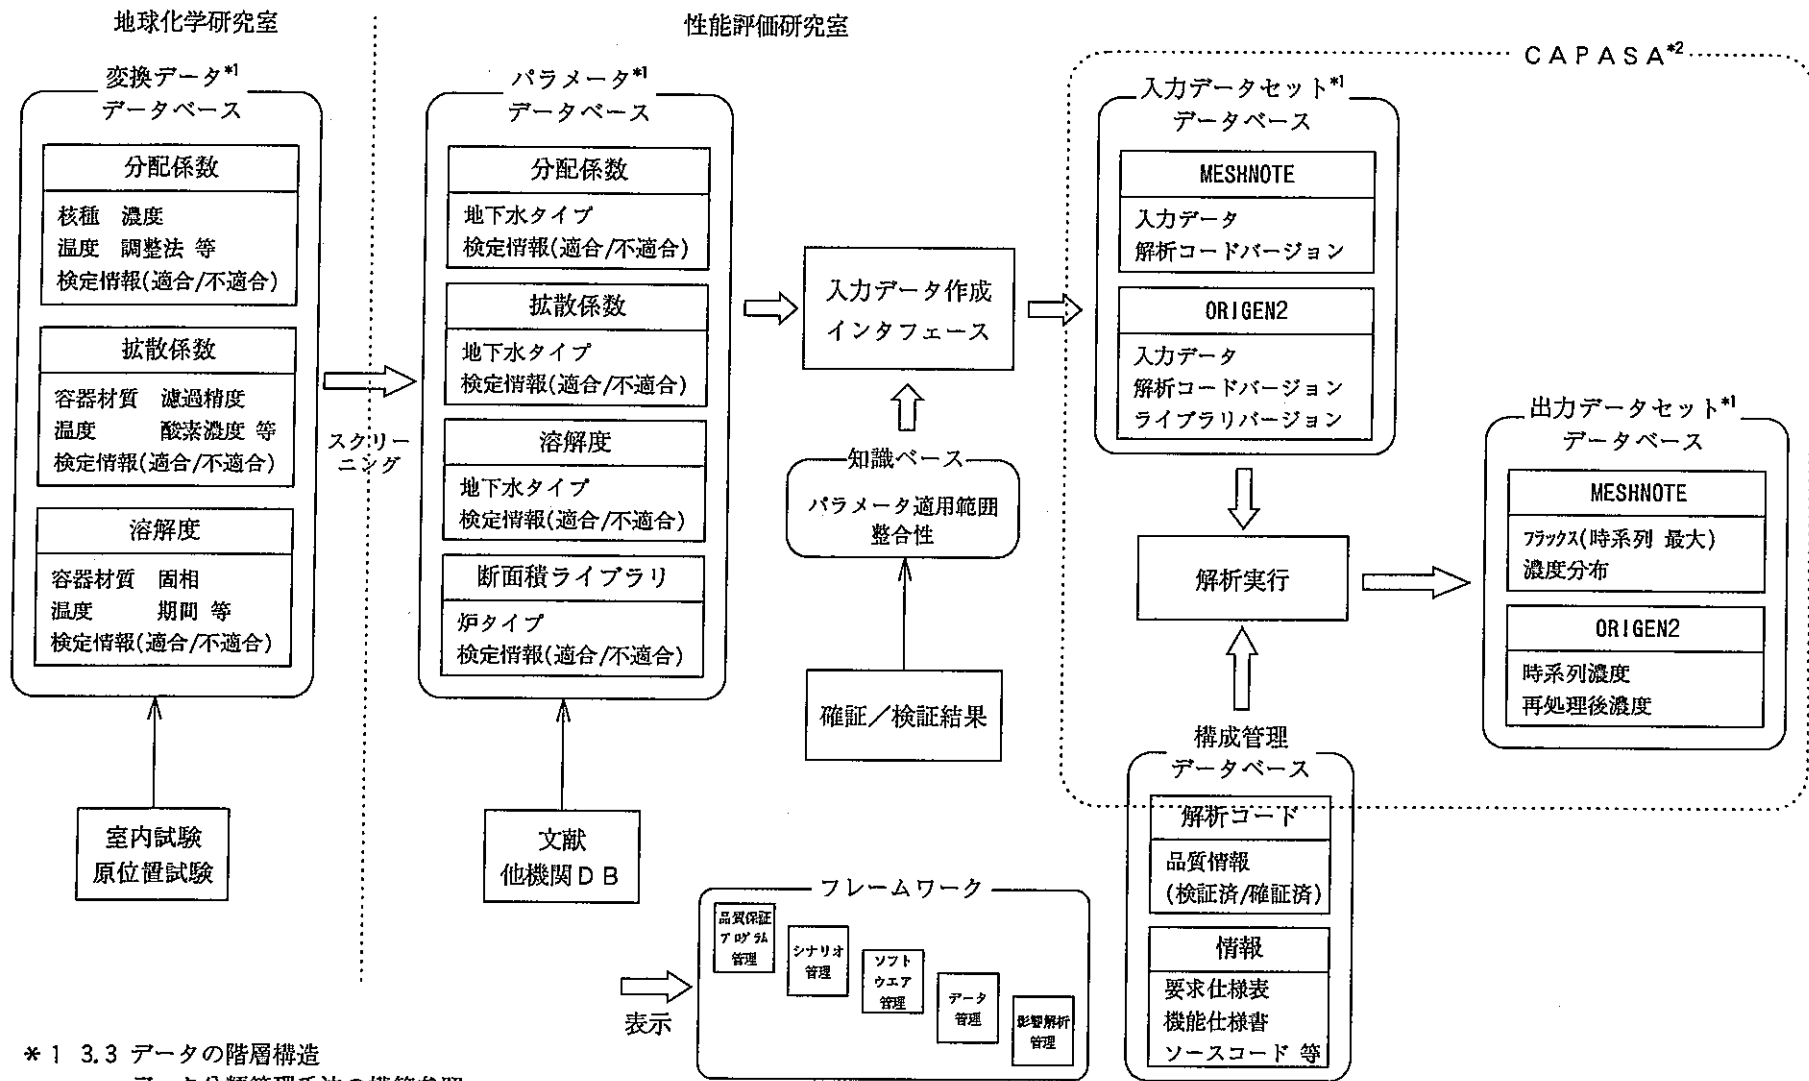 地球化学研究室
性能評価研究室
CAPASA*2
変換データ*1
データベース
分配係数
核種 濃度
温度 調整法 等
検定情報(適合/不適合)
拡散係数
容器材質 濾過精度
温度 酸素濃度 等
検定情報(適合/不適合)
溶解度
容器材質 固相
温度 期間 等
検定情報(適合/不適合)
室内試験
原位置試験
スクリー
ニング
パラメータ*1
データベース
分配係数
地下水タイプ
検定情報(適合/不適合)
拡散係数
地下水タイプ
検定情報(適合/不適合)
溶解度
地下水タイプ
検定情報(適合/不適合)
断面積ライブラリ
炉タイプ
検定情報(適合/不適合)
文献
他機関DB
入力データ作成
インタフェース
知識ベース
パラメータ適用範囲
整合性
確証/検証結果
入力データセット*1
データベース
MESHNOTE
入力データ
解析コードバージョン
ORIGEN2
入力データ
解析コードバージョン
ライブラリバージョン
解析実行
出力データセット*1
データベース
MESHNOTE
フラックス(時系列 最大)
濃度分布
ORIGEN2
時系列濃度
再処理後濃度
構成管理
データベース
解析コード
品質情報
(検証済/確証済)
情報
要求仕様表
機能仕様書
ソースコード 等
表示
フレームワーク
品質保証
プログラム
管理
シナリオ
管理
ソフト
ウエア
管理
データ
管理
影響解析
管理
*1 3.3 データの階層構造